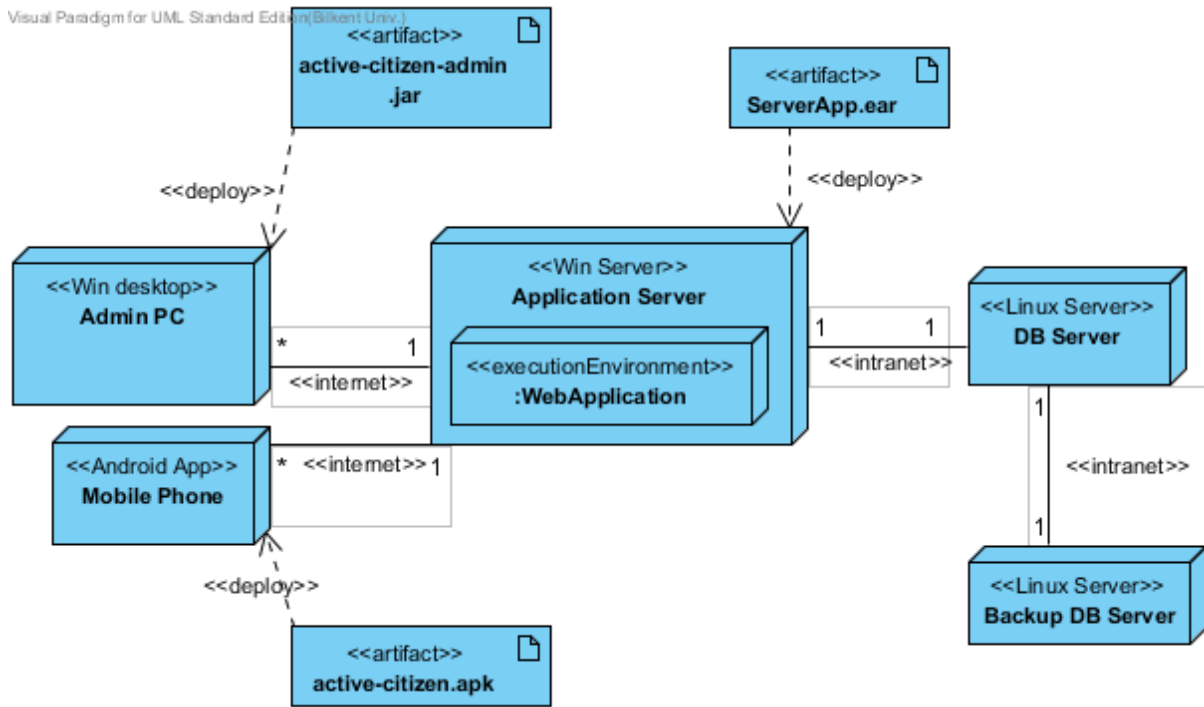 Visual Paradigm for UML Standard Edition(Bilkent Univ.)
<<artifact>>
active-citizen-admin
.jar
<<artifact>>
ServerApp.ear
<<deploy>>
<<deploy>>
<<Win desktop>>
Admin PC
<<Win Server>>
Application Server
<<executionEnvironment>>
:WebApplication
<<Linux Server>>
DB Server
* 1
<<internet>>
1 1
<<intranet>>
<<Android App>>
Mobile Phone
* <<internet>> 1
1
<<intranet>>
1
<<deploy>>
<<Linux Server>>
Backup DB Server
<<artifact>>
active-citizen.apk